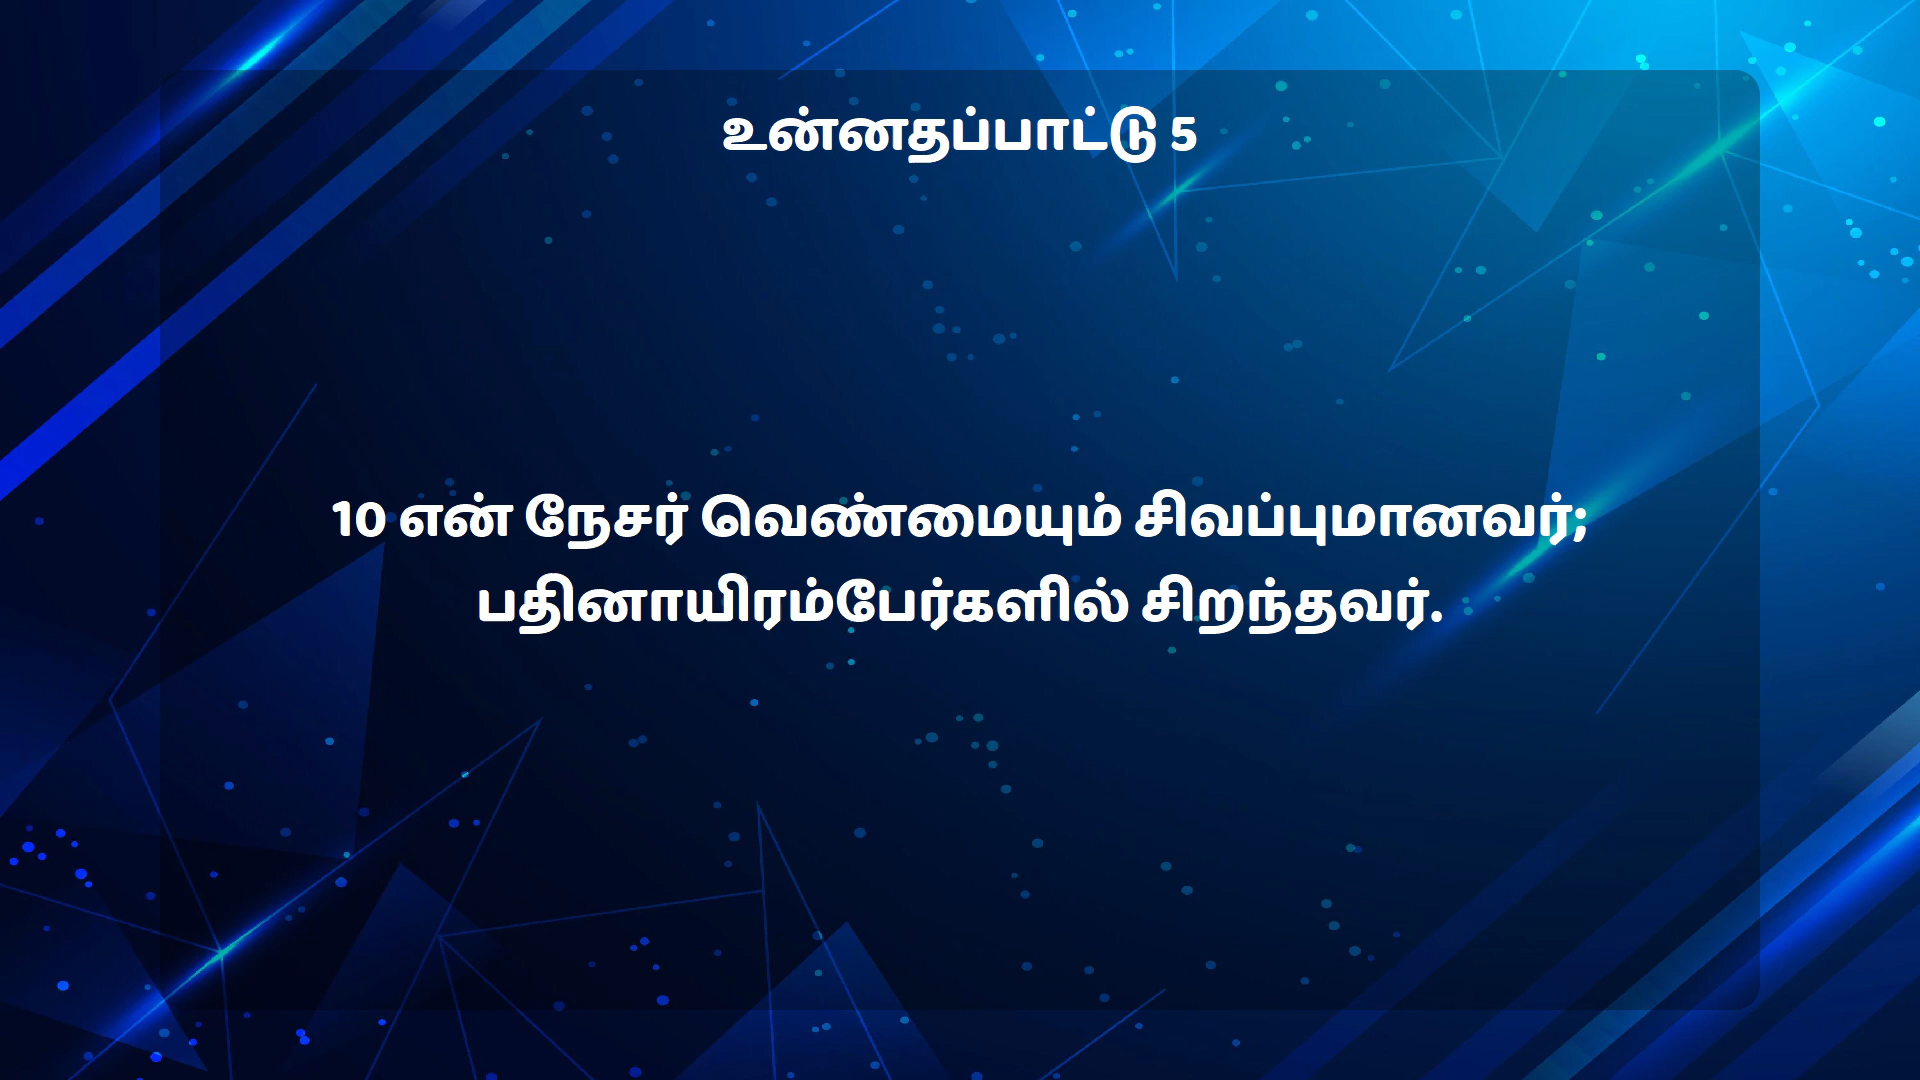 உன்னதப்பாட்டு 5
10 என் நேசர் வெண்மையும் சிவப்புமானவர்;
பதினாயிரம்பேர்களில் சிறந்தவர்.